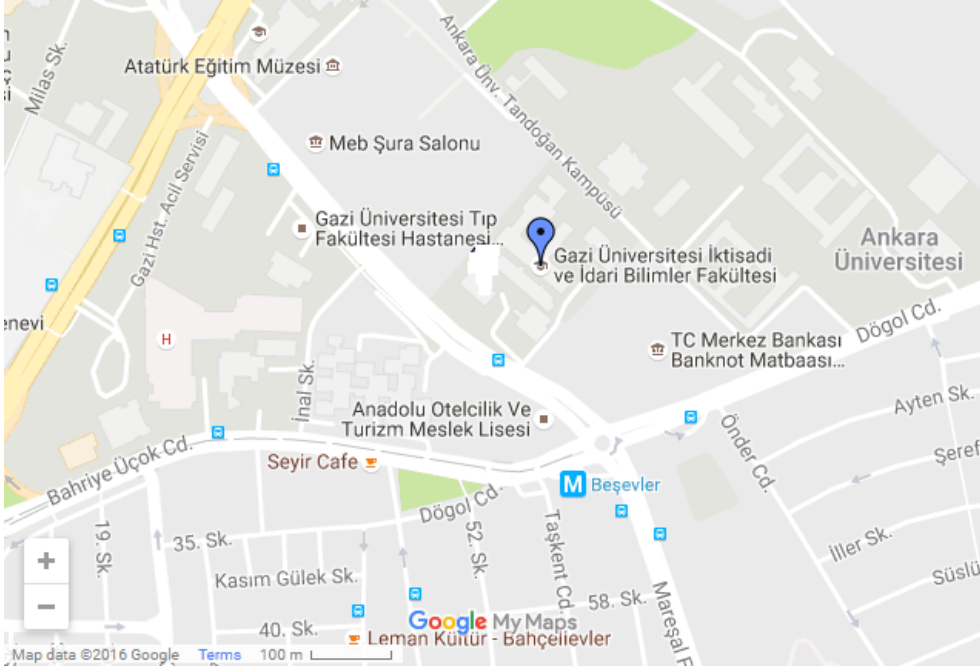 Milas Sk.
Atatürk Eğitim Müzesi
Ankara Ünv. Tandoğan Kampüsü
Meb Şura Salonu
Gazi Hst. Acil Servisi
Gazi Üniversitesi Tıp
Fakültesi Hastanesi...
Gazi Üniversitesi İktisadi
ve İdari Bilimler Fakültesi
Ankara
Üniversitesi
enevi
H
TC Merkez Bankası
Banknot Matbaası...
Dögol Cd.
İnal Sk.
Ayten Sk.
Anadolu Otelcilik Ve
Turizm Meslek Lisesi
Önder Cd.
Şeref
Seyir Cafe
Bahriye Üçok Cd.
M Beşevler
Dögol Cd.
19. Sk.
35. Sk.
52. Sk.
Taşkent Cd.
İller Sk.
Süslü
Kasım Gülek Sk.
58. Sk.
Mareşal F
40. Sk.
Google My Maps
Leman Kültür - Bahçelievler
+
−
Map data ©2016 Google Terms 100 m